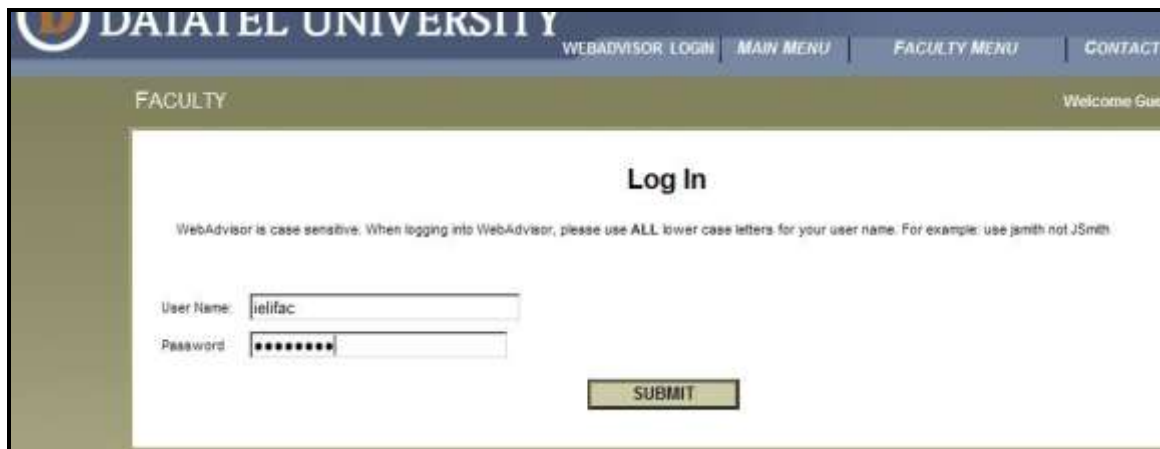 DATATEL UNIVERSITY
WEBADVISOR LOGIN MAIN MENU FACULTY MENU CONTACT
FACULTY Welcome Gue
Log In
WebAdvisor is case sensitive. When logging into WebAdvisor, please use ALL lower case letters for your user name. For example: use jsmith not JSmith
User Name: ielifac
Password ••••••••
SUBMIT